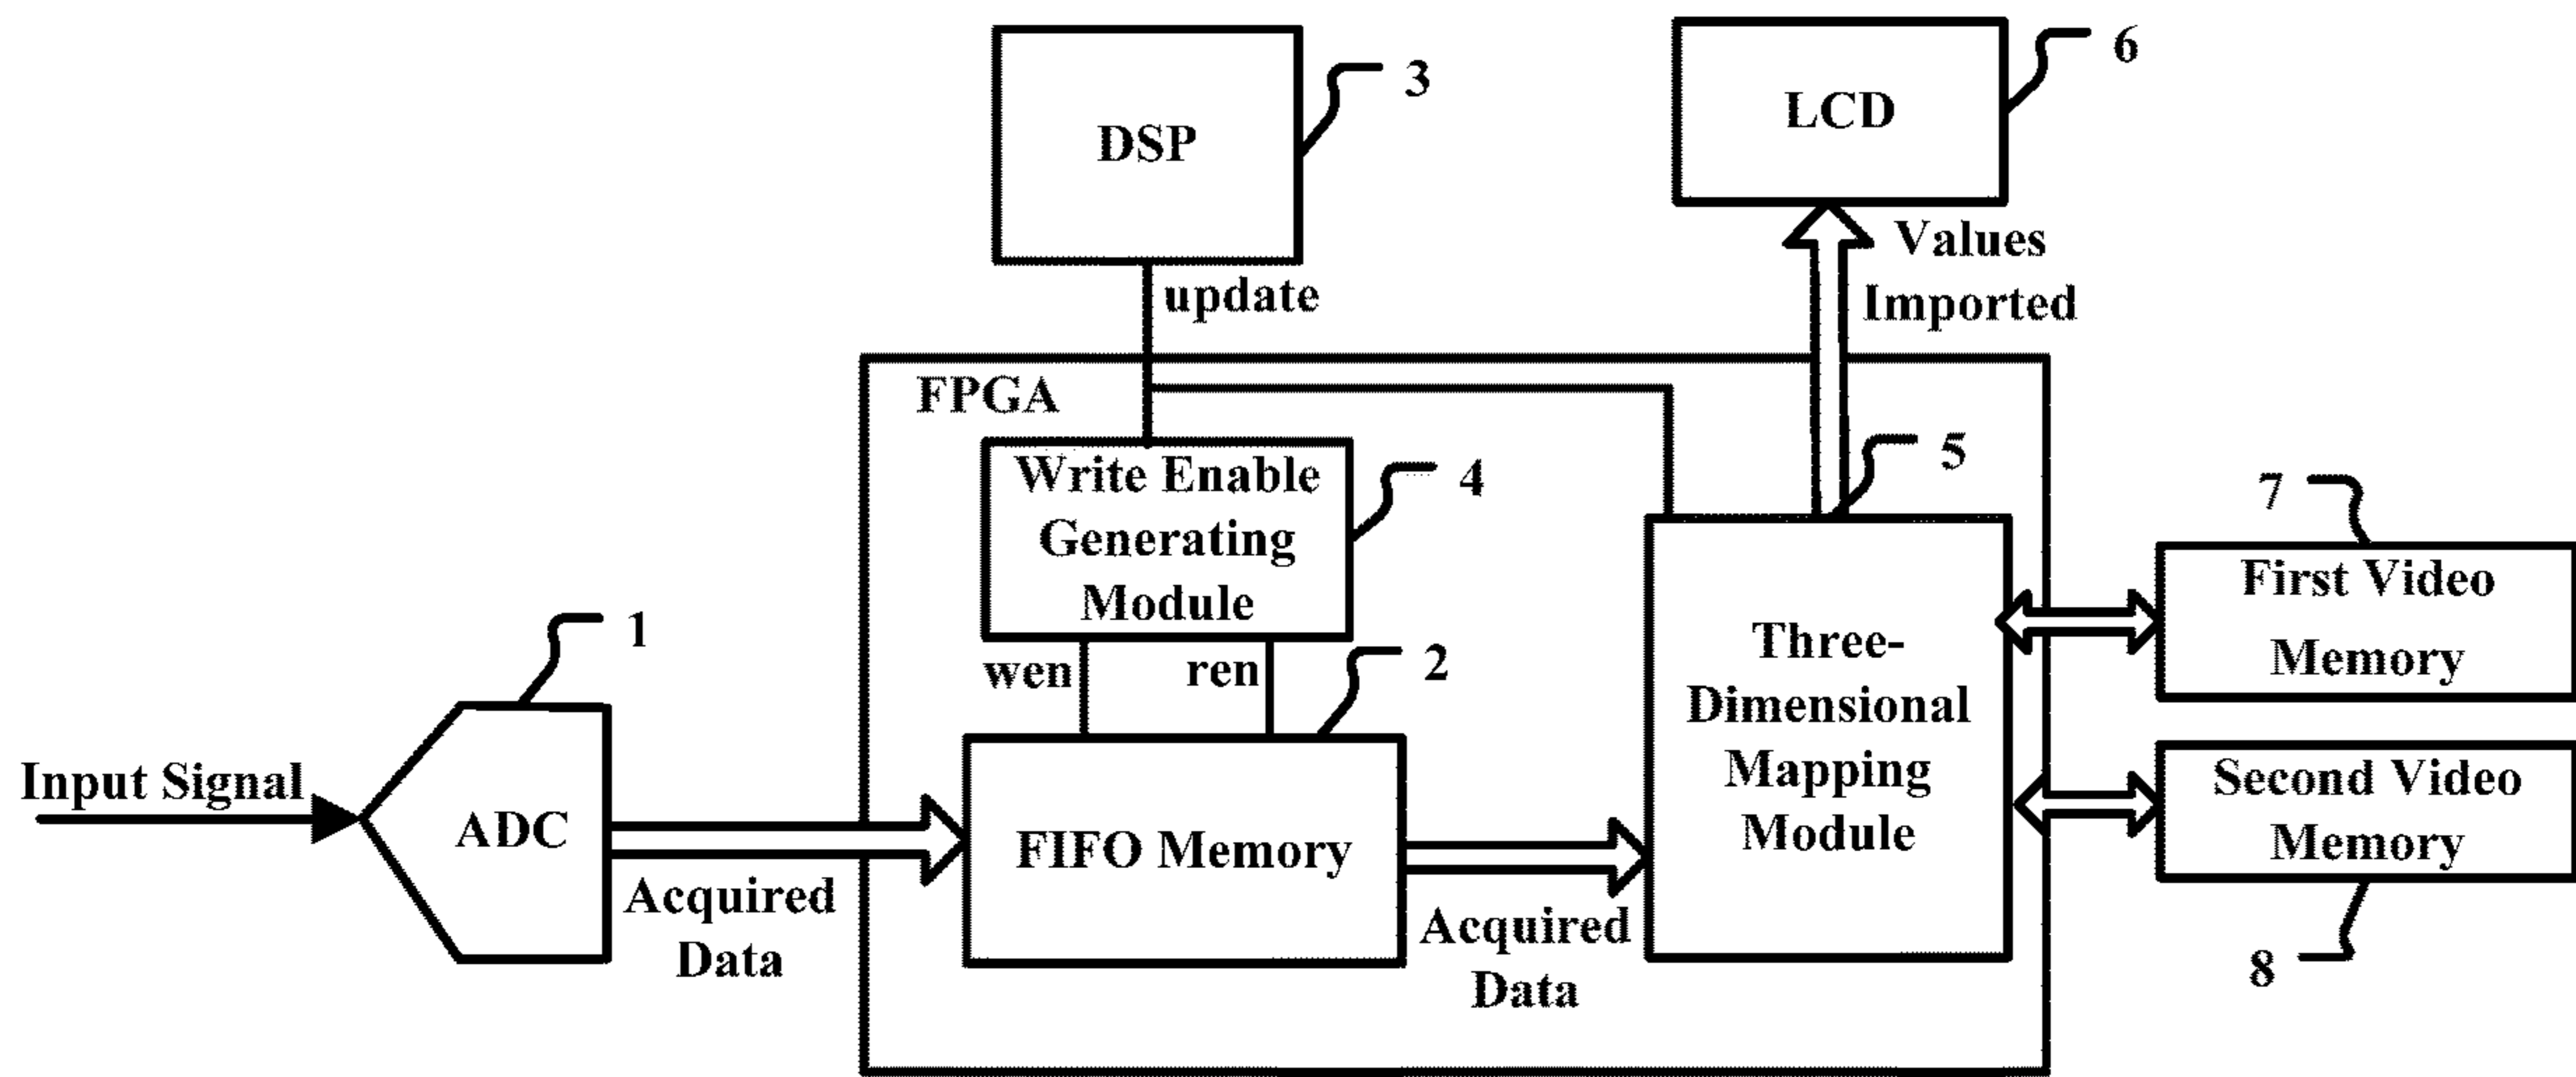 DSP
3
LCD
6
update
Values
Imported
FPGA
Write Enable
Generating
Module
4
5
7
First Video
Memory
wen
ren
2
1
Three-
Dimensional
Mapping
Module
Input Signal
ADC
Acquired
Data
FIFO Memory
Acquired
Data
Second Video
Memory
8